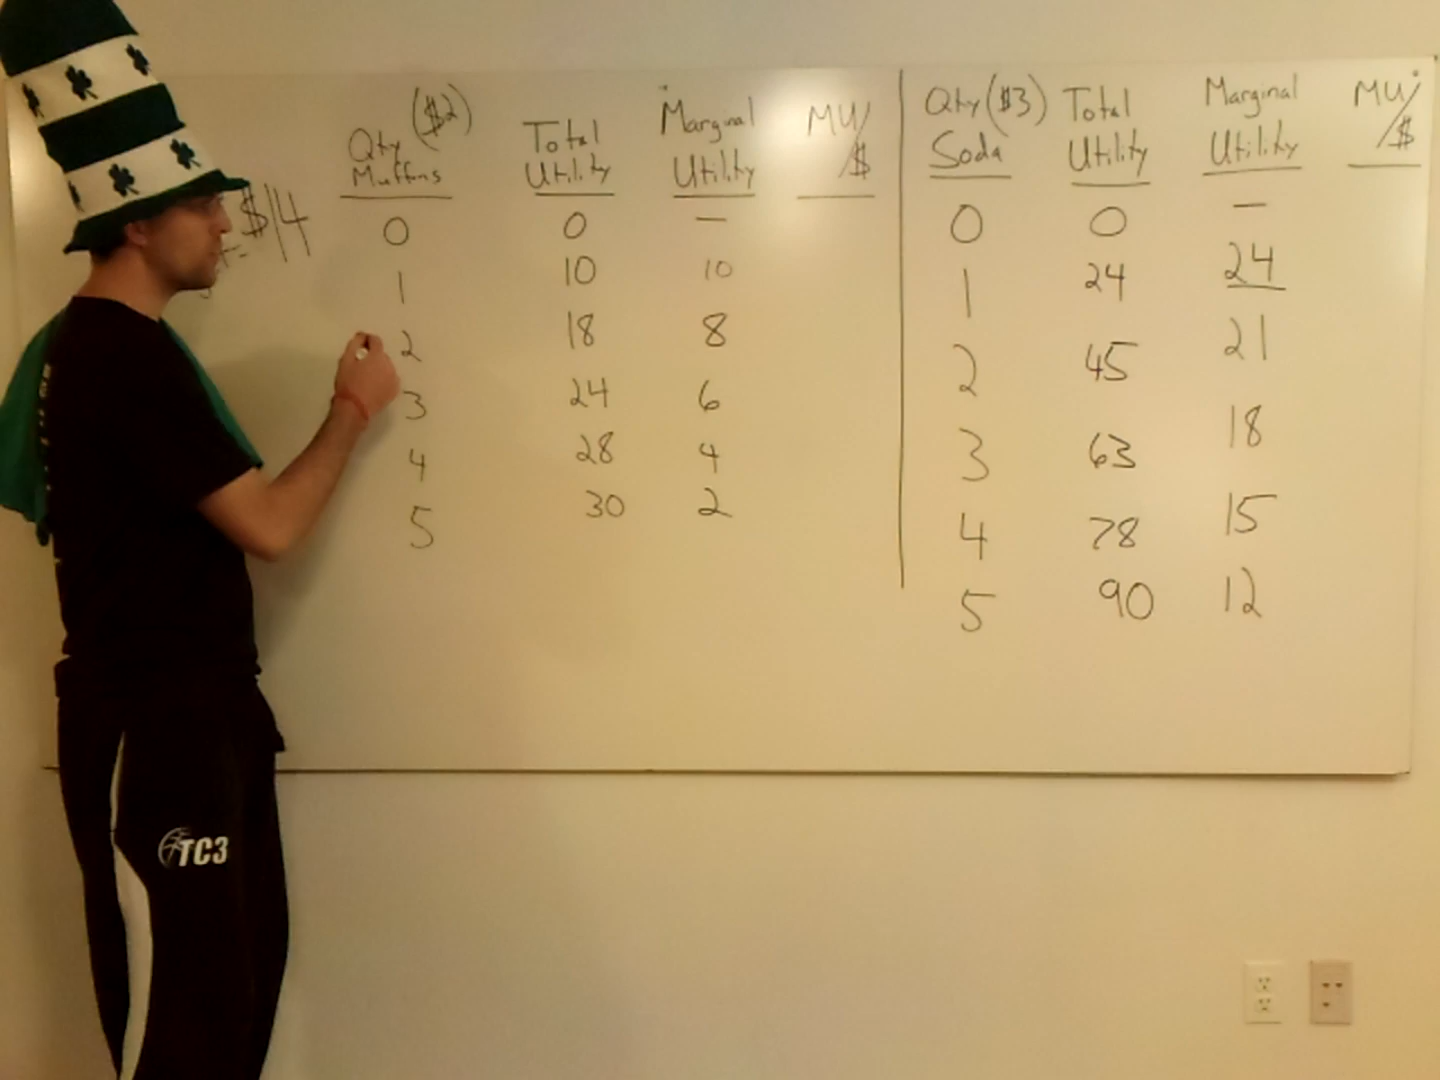 $14
Qty ($2)
Muffins
Total
Utility
Marginal
Utility
MU/
$
0 0 —
1 10 10
2 18 8
3 24 6
4 28 4
5 30 2
Qty ($3)
Soda
Total
Utility
Marginal
Utility
MU
/$
0 0 —
1 24 24
2 45 21
3 63 18
4 78 15
5 90 12
TC3